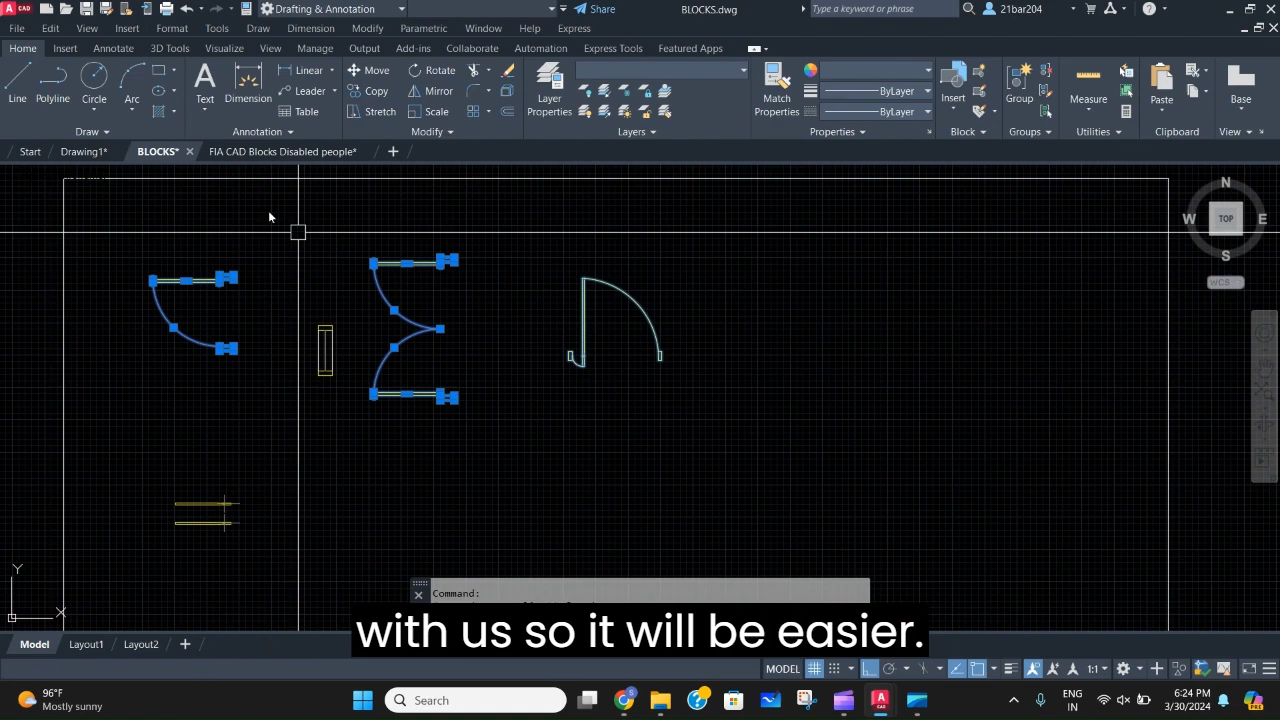 CAD
Drafting & Annotation
Share
BLOCKS.dwg
Type a keyword or phrase
21bar204
File Edit View Insert Format Tools Draw Dimension Modify Parametric Window Help Express
Home Insert Annotate 3D Tools Visualize View Manage Output Add-ins Collaborate Automation Express Tools Featured Apps
Line Polyline Circle Arc
Text Dimension
Linear
Leader
Table
Move Rotate
Copy Mirror
Stretch Scale
Layer
Properties
Match
Properties
ByLayer
ByLayer
Insert
Group
Measure
Paste
Base
Draw Annotation Modify Layers Properties Block Groups Utilities Clipboard View
Start Drawing1* BLOCKS* FIA CAD Blocks Disabled people*
N
W TOP E
S
WCS
Y
X
Command:
with us so it will be easier.
Model Layout1 Layout2
MODEL 1:1
96°F
Mostly sunny
Search
ENG
IN
6:24 PM
3/30/2024